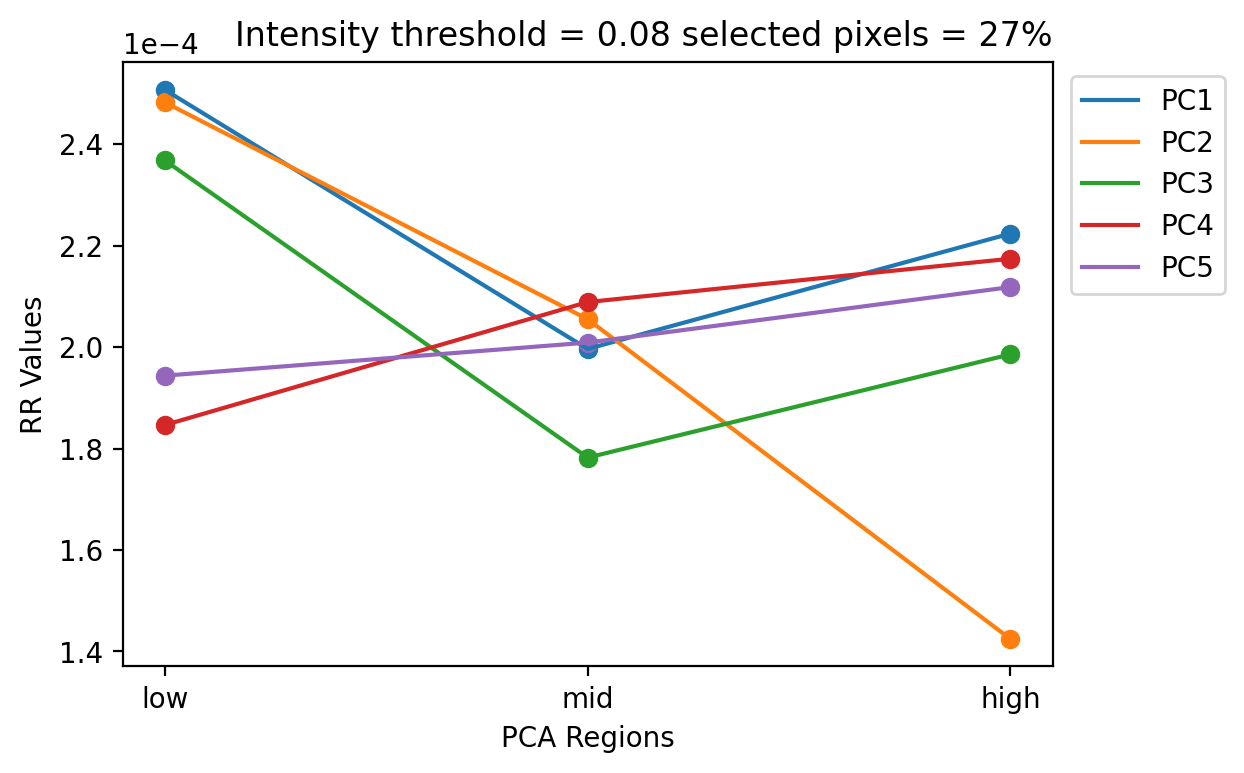 Intensity threshold = 0.08 selected pixels = 27%
1e−4
2.4
2.2
2.0
1.8
1.6
1.4
RR Values
low
mid
high
PCA Regions
PC1
PC2
PC3
PC4
PC5